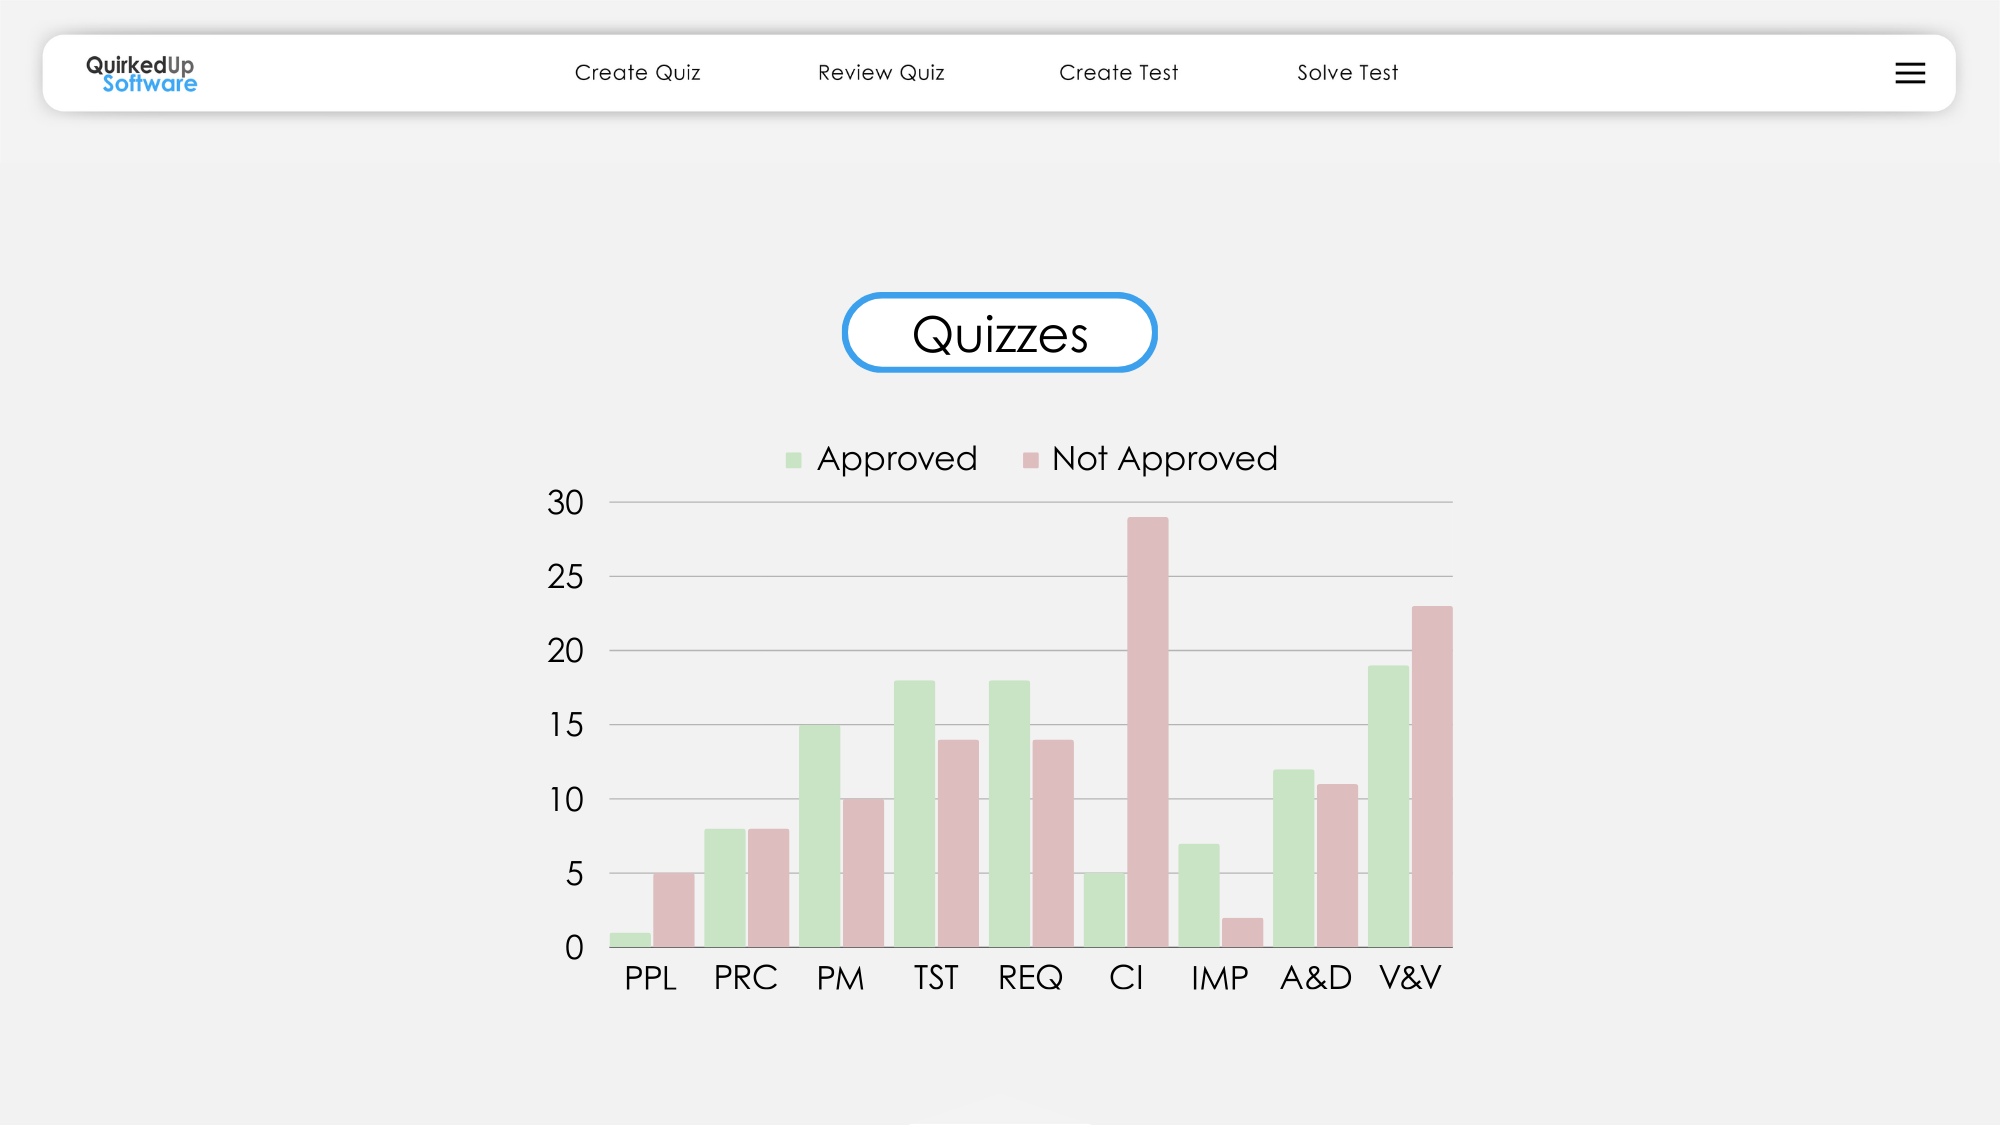 QuirkedUp
Software
Create Quiz
Review Quiz
Create Test
Solve Test
Quizzes
Approved
Not Approved
30
25
20
15
10
5
0
PPL
PRC
PM
TST
REQ
CI
IMP
A&D
V&V